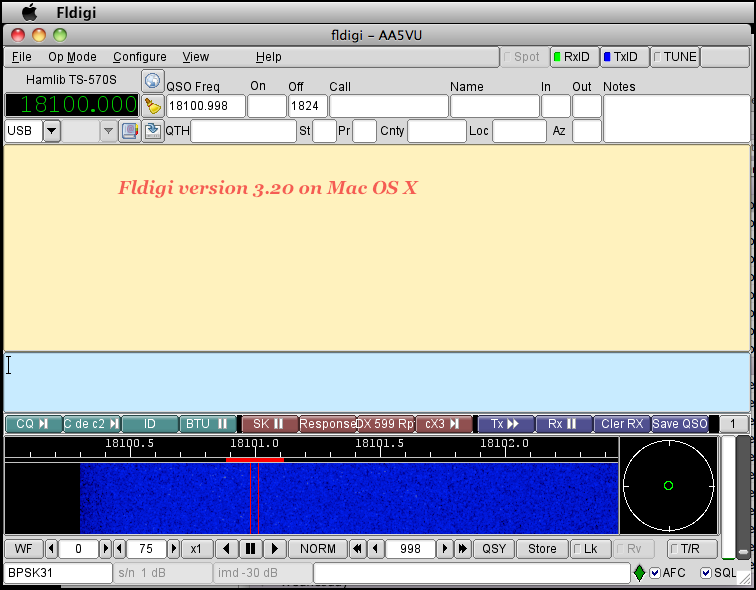 Fldigi
fldigi – AA5VU
File Op Mode Configure View Help Spot RxID TxID TUNE
Hamlib TS-570S QSO Freq On Off Call Name In Out Notes
18100.000 18100.998 1824
USB QTH St Pr Cnty Loc Az
Fldigi version 3.20 on Mac OS X
CQ C de c2 ID BTU SK Response DX 599 Rp cX3 Tx Rx Cler RX Save QSO 1
18100.5 18101.0 18101.5 18102.0
WF 0 75 x1 NORM 998 QSY Store Lk Rv T/R
BPSK31 s/n 1 dB imd -30 dB AFC SQL